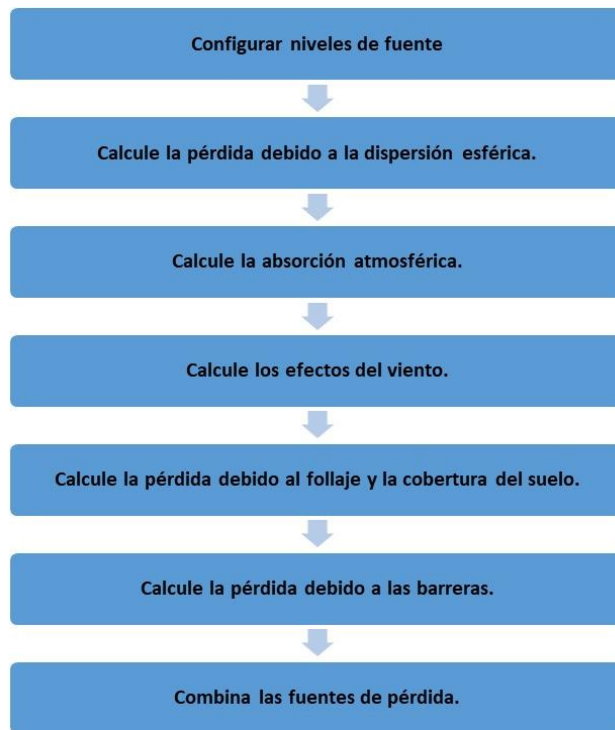 Configurar niveles de fuente
Calcule la pérdida debido a la dispersión esférica.
Calcule la absorción atmosférica.
Calcule los efectos del viento.
Calcule la pérdida debido al follaje y la cobertura del suelo.
Calcule la pérdida debido a las barreras.
Combina las fuentes de pérdida.